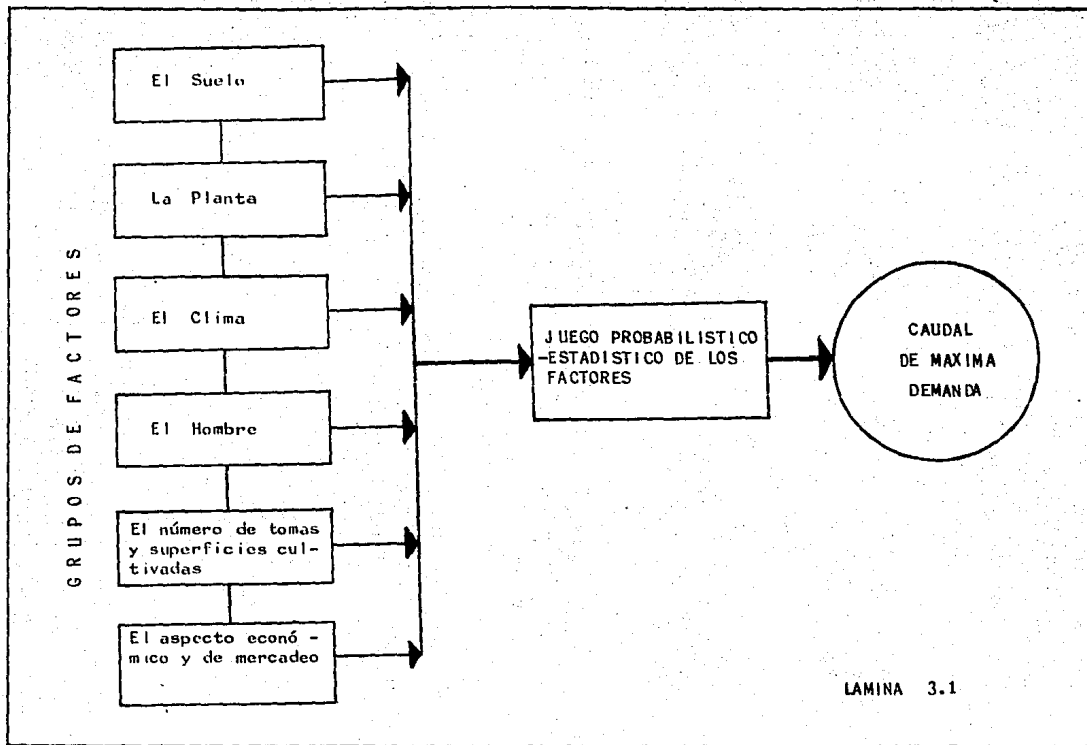 GRUPOS DE FACTORES
El Suelo
La Planta
El Clima
El Hombre
El número de tomas
y superficies cul-
tivadas
El aspecto econó-
mico y de mercadeo
JUEGO PROBABILISTICO
-ESTADISTICO DE LOS
FACTORES
CAUDAL
DE MAXIMA
DEMANDA
LAMINA 3.1